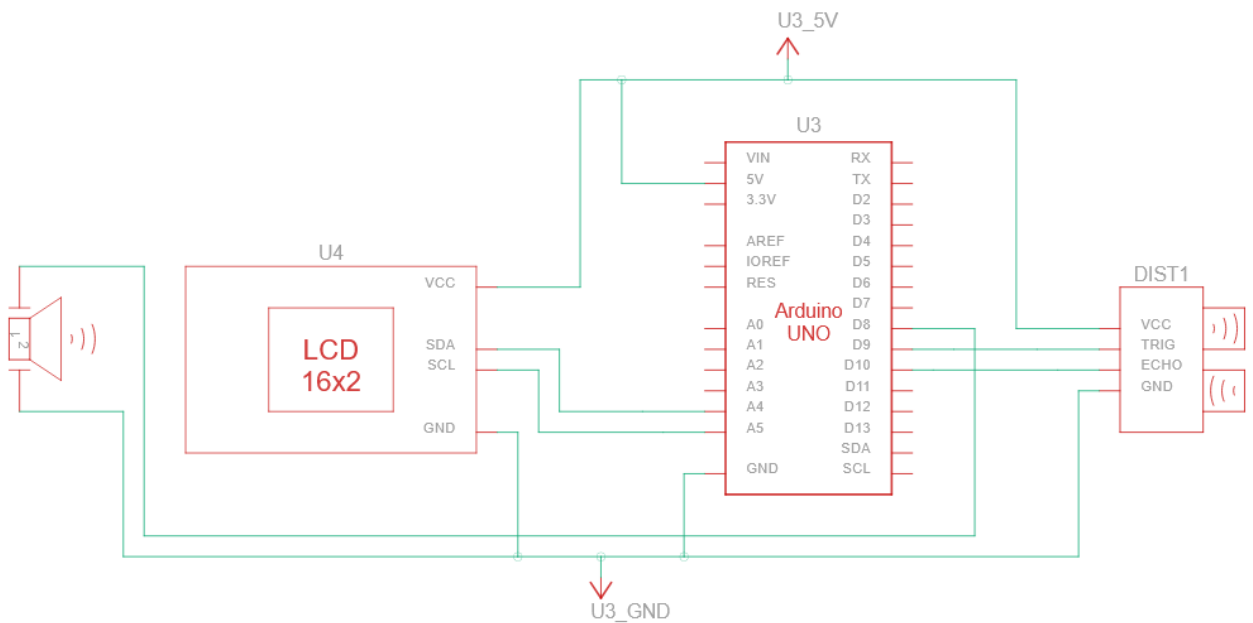 U3_5V
U3
VIN
5V
3.3V
AREF
IOREF
RES
A0
A1
A2
A3
A4
A5
GND
Arduino
UNO
RX
TX
D2
D3
D4
D5
D6
D7
D8
D9
D10
D11
D12
D13
SDA
SCL
U4
LCD
16x2
VCC
SDA
SCL
GND
DIST1
VCC
TRIG
ECHO
GND
1
2
U3_GND